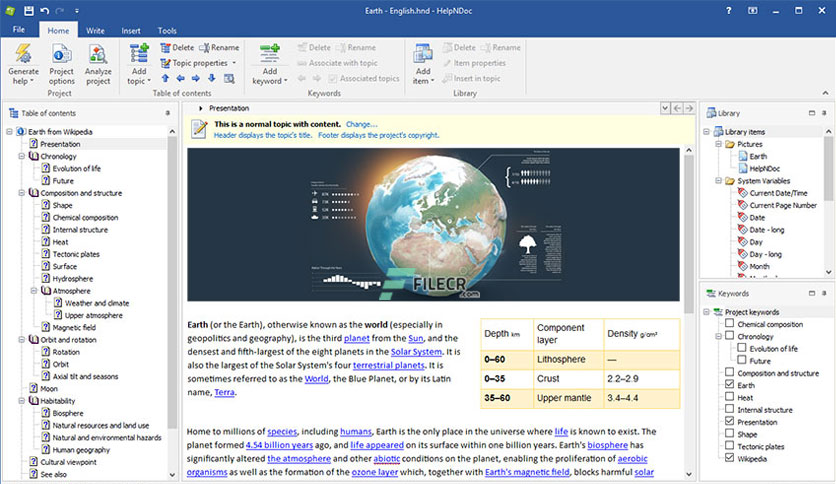 Earth - English.hnd - HelpNDoc
File
Home
Write
Insert
Tools
Generate help
Project options
Analyze project
Project
Add topic
Delete
Rename
Topic properties
Table of contents
Add keyword
Delete
Rename
Associate with topic
Associated topics
Keywords
Add item
Delete
Rename
Item properties
Insert in topic
Library
Table of contents
Earth from Wikipedia
Presentation
Chronology
Evolution of life
Future
Composition and structure
Shape
Chemical composition
Internal structure
Heat
Tectonic plates
Surface
Hydrosphere
Atmosphere
Weather and climate
Upper atmosphere
Magnetic field
Orbit and rotation
Rotation
Orbit
Axial tilt and seasons
Moon
Habitability
Biosphere
Natural resources and land use
Natural and environmental hazards
Human geography
Cultural viewpoint
See also
Presentation
This is a normal topic with content. Change...
Header displays the topic's title. Footer displays the project's copyright.
FILECR
.com
Earth (or the Earth), otherwise known as the world (especially in
geopolitics and geography), is the third planet from the Sun, and the
densest and fifth-largest of the eight planets in the Solar System. It is
also the largest of the Solar System's four terrestrial planets. It is
sometimes referred to as the World, the Blue Planet, or by its Latin
name, Terra.
Depth km Component layer Density g/cm³
0–60 Lithosphere —
0–35 Crust 2.2–2.9
35–60 Upper mantle 3.4–4.4
Home to millions of species, including humans, Earth is the only place in the universe where life is known to exist. The
planet formed 4.54 billion years ago, and life appeared on its surface within one billion years. Earth's biosphere has
significantly altered the atmosphere and other abiotic conditions on the planet, enabling the proliferation of aerobic
organisms as well as the formation of the ozone layer which, together with Earth's magnetic field, blocks harmful solar
Library
Library items
Pictures
Earth
HelpNDoc
System Variables
Current Date/Time
Current Page Number
Date
Date - long
Day
Day - long
Month
Keywords
Project keywords
Chemical composition
Chronology
Evolution of life
Future
Composition and structure
Earth
Heat
Internal structure
Presentation
Shape
Tectonic plates
Wikipedia